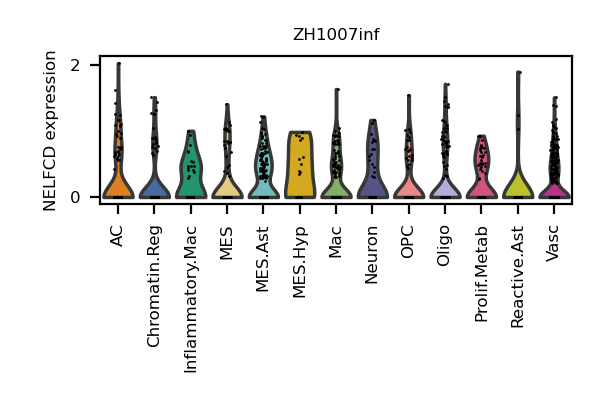 ZH1007inf
NELFCD expression
2
0
AC
Chromatin.Reg
Inflammatory.Mac
MES
MES.Ast
MES.Hyp
Mac
Neuron
OPC
Oligo
Prolif.Metab
Reactive.Ast
Vasc